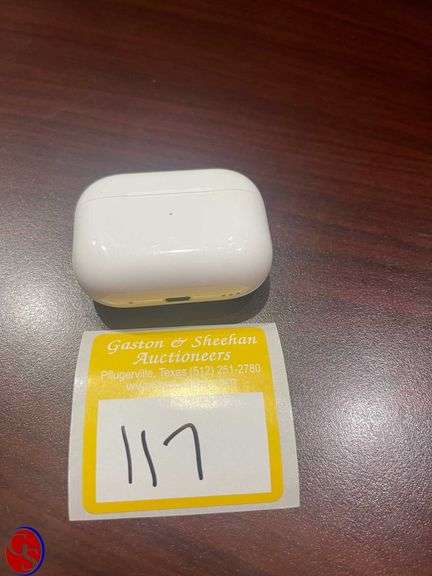 Gaston & Sheehan
Auctioneers
Pflugerville, Texas (512) 251-2780
117